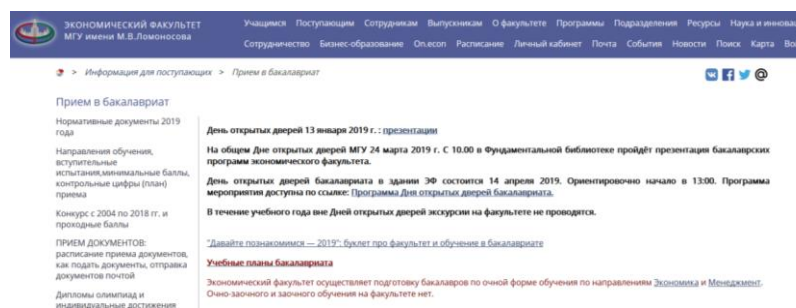 ЭКОНОМИЧЕСКИЙ ФАКУЛЬТЕТ
МГУ имени М.В.Ломоносова
Учащимся Поступающим Сотрудникам Выпускникам О факультете Программы Подразделения Ресурсы Наука и иннова
Сотрудничество Бизнес-образование On.econ Расписание Личный кабинет Почта События Новости Поиск Карта Во
> Информация для поступающих > Прием в бакалавриат
Прием в бакалавриат
Нормативные документы 2019
года
Направления обучения,
вступительные
испытания,минимальные баллы,
контрольные цифры (план)
приема
Конкурс с 2004 по 2018 гг. и
проходные баллы
ПРИЕМ ДОКУМЕНТОВ:
расписание приема документов,
как подать документы, отправка
документов почтой
Дипломы олимпиад и
индивидуальные достижения
День открытых дверей 13 января 2019 г. : презентации
На общем Дне открытых дверей МГУ 24 марта 2019 г. С 10.00 в Фундаментальной библиотеке пройдёт презентация бакалаврских
программ экономического факультета.
День открытых дверей бакалавриата в здании ЭФ состоится 14 апреля 2019. Ориентировочно начало в 13:00. Программа
мероприятия доступна по ссылке: Программа Дня открытых дверей бакалавриата.
В течение учебного года вне Дней открытых дверей экскурсии на факультете не проводятся.
"Давайте познакомимся — 2019": буклет про факультет и обучение в бакалавриате
Учебные планы бакалавриата
Экономический факультет осуществляет подготовку бакалавров по очной форме обучения по направлениям Экономика и Менеджмент.
Очно-заочного и заочного обучения на факультете нет.